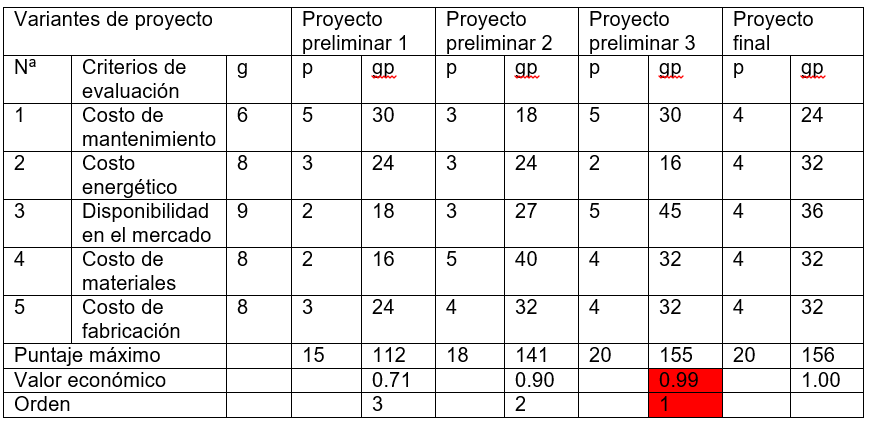 Variantes de proyecto Proyecto preliminar 1 Proyecto preliminar 2 Proyecto preliminar 3 Proyecto final
Nª Criterios de evaluación g p gp p gp p gp p gp
1 Costo de mantenimiento 6 5 30 3 18 5 30 4 24
2 Costo energético 8 3 24 3 24 2 16 4 32
3 Disponibilidad en el mercado 9 2 18 3 27 5 45 4 36
4 Costo de materiales 8 2 16 5 40 4 32 4 32
5 Costo de fabricación 8 3 24 4 32 4 32 4 32
Puntaje máximo 15 112 18 141 20 155 20 156
Valor económico 0.71 0.90 0.99 1.00
Orden 3 2 1